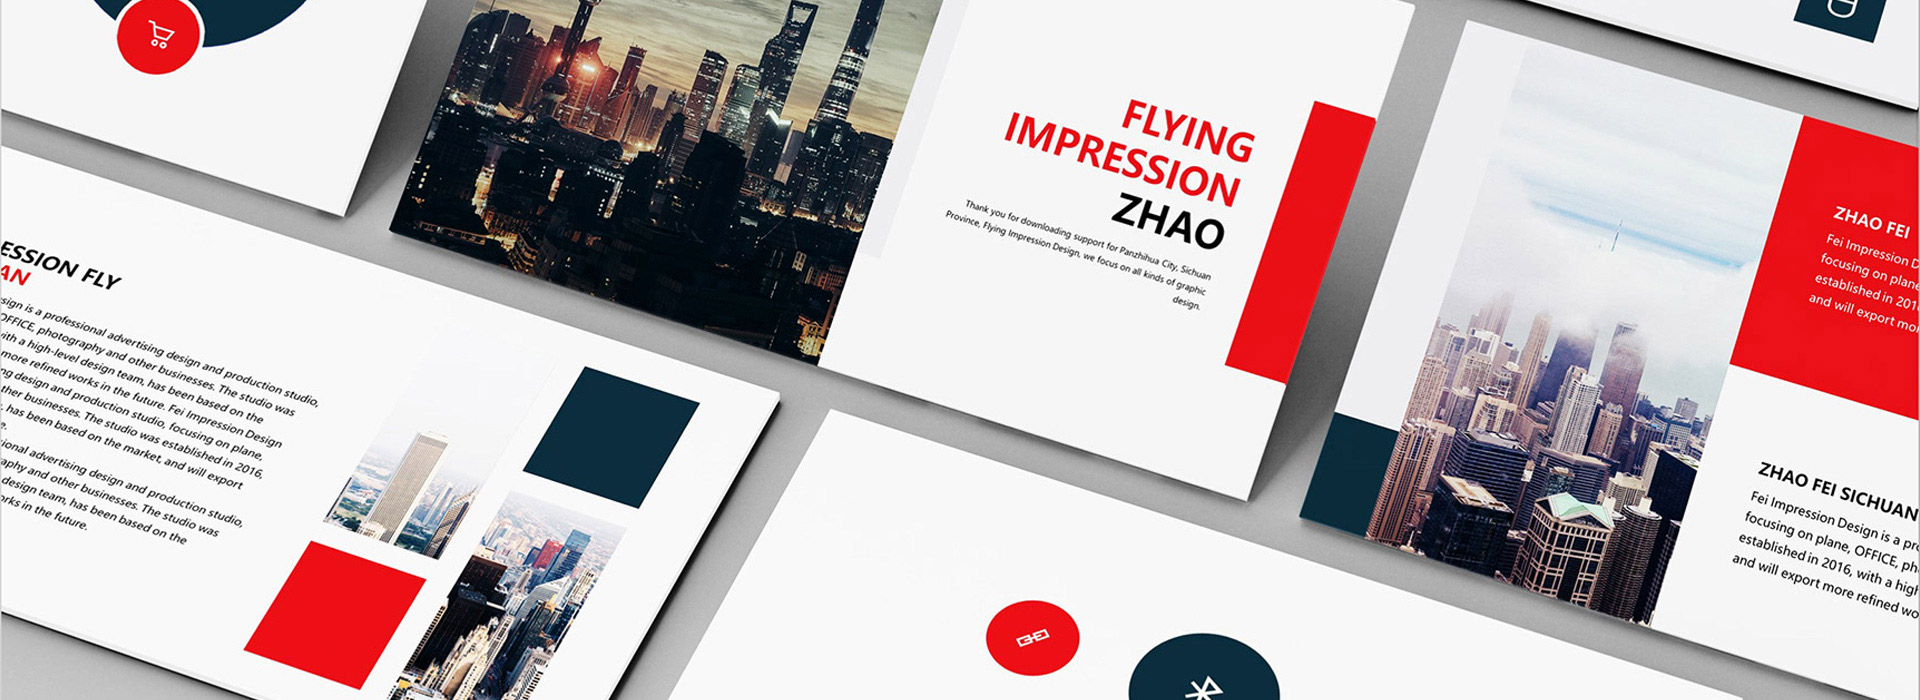 FLYING
IMPRESSION
ZHAO
Thank you for downloading support for Panzhihua City, Sichuan
Province, Flying Impression Design, we focus on all kinds of graphic
design.
ESSION FLY
AN
sign is a professional advertising design and production studio,
OFFICE, photography and other businesses. The studio was
with a high-level design team, has been based on the
more refined works in the future. Fei Impression Design
ng design and production studio, focusing on plane,
ther businesses. The studio was established in 2016,
, has been based on the market, and will export
e.
ional advertising design and production studio,
aphy and other businesses. The studio was
design team, has been based on the
rks in the future.
ZHAO FEI
Fei Impression D
focusing on plane
established in 2016
and will export mo
ZHAO FEI SICHUAN
Fei Impression Design is a pr
focusing on plane, OFFICE, ph
established in 2016, with a high
and will export more refined wo